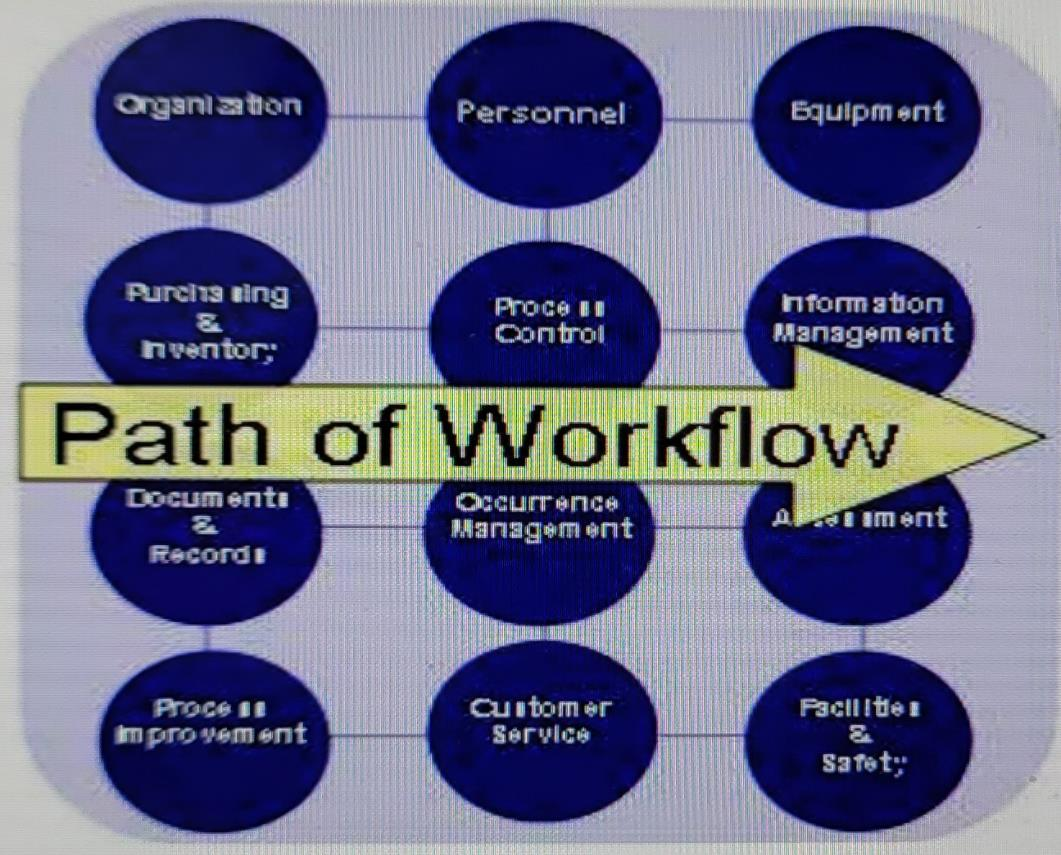 Organization
Personnel
Equipment
Purchasing
&
Inventory
Process
Control
Information
Management
Path of Workflow
Documents
&
Records
Occurrence
Management
Assessment
Process
Improvement
Customer
Service
Facilities
&
Safety